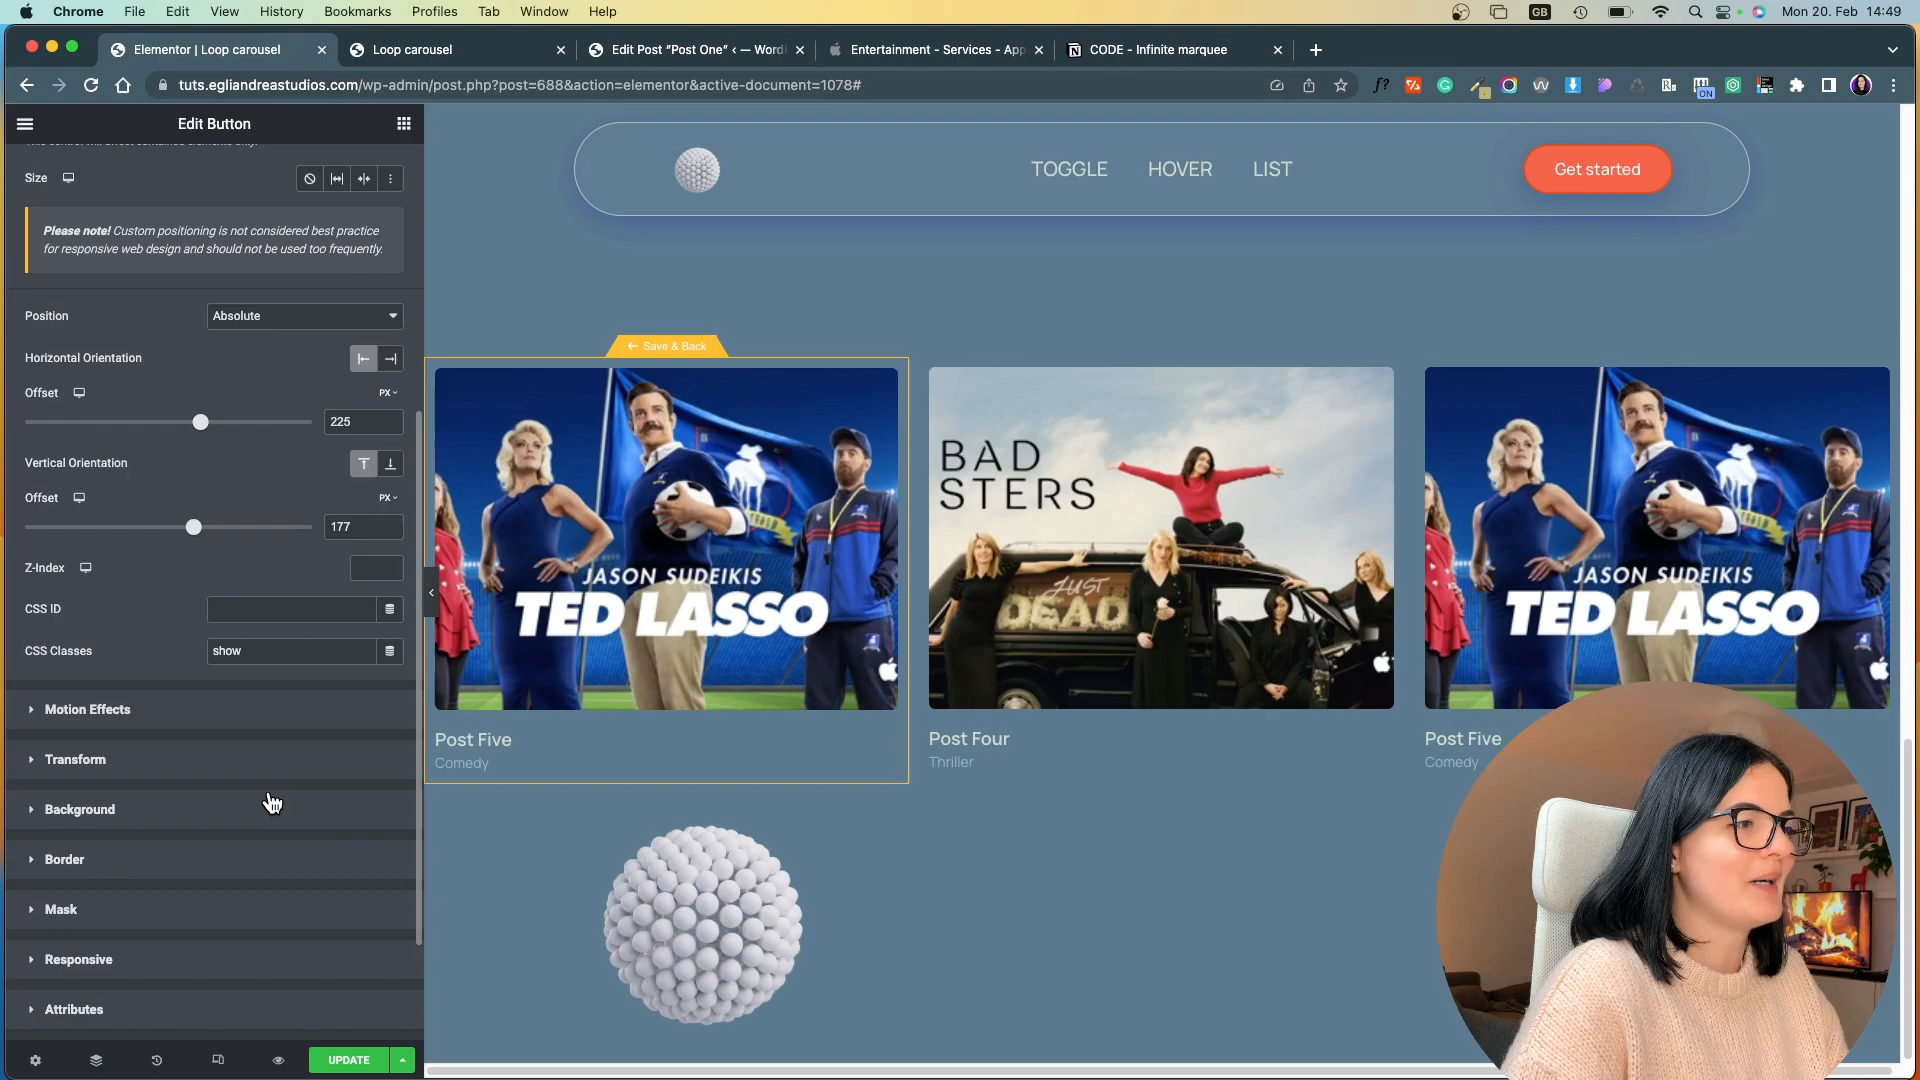 Chrome File Edit View History Bookmarks Profiles Tab Window Help
GB
Mon 20. Feb 14:49
Elementor | Loop carousel
Loop carousel
Edit Post “Post One” ‹ — Word
Entertainment - Services - App
CODE - Infinite marquee
tuts.egliandreastudios.com/wp-admin/post.php?post=688&action=elementor&active-document=1078#
ON
Edit Button
Size
Please note! Custom positioning is not considered best practice
for responsive web design and should not be used too frequently.
Position
Absolute
Horizontal Orientation
Offset
PX
225
Vertical Orientation
Offset
PX
177
Z-Index
CSS ID
CSS Classes
show
Motion Effects
Transform
Background
Border
Mask
Responsive
Attributes
UPDATE
TOGGLE
HOVER
LIST
Get started
Save & Back
JASON SUDEIKIS
TED LASSO
Post Five
Comedy
BAD
STERS
JUST
DEAD
Post Four
Thriller
JASON SUDEIKIS
TED LASSO
Post Five
Comedy